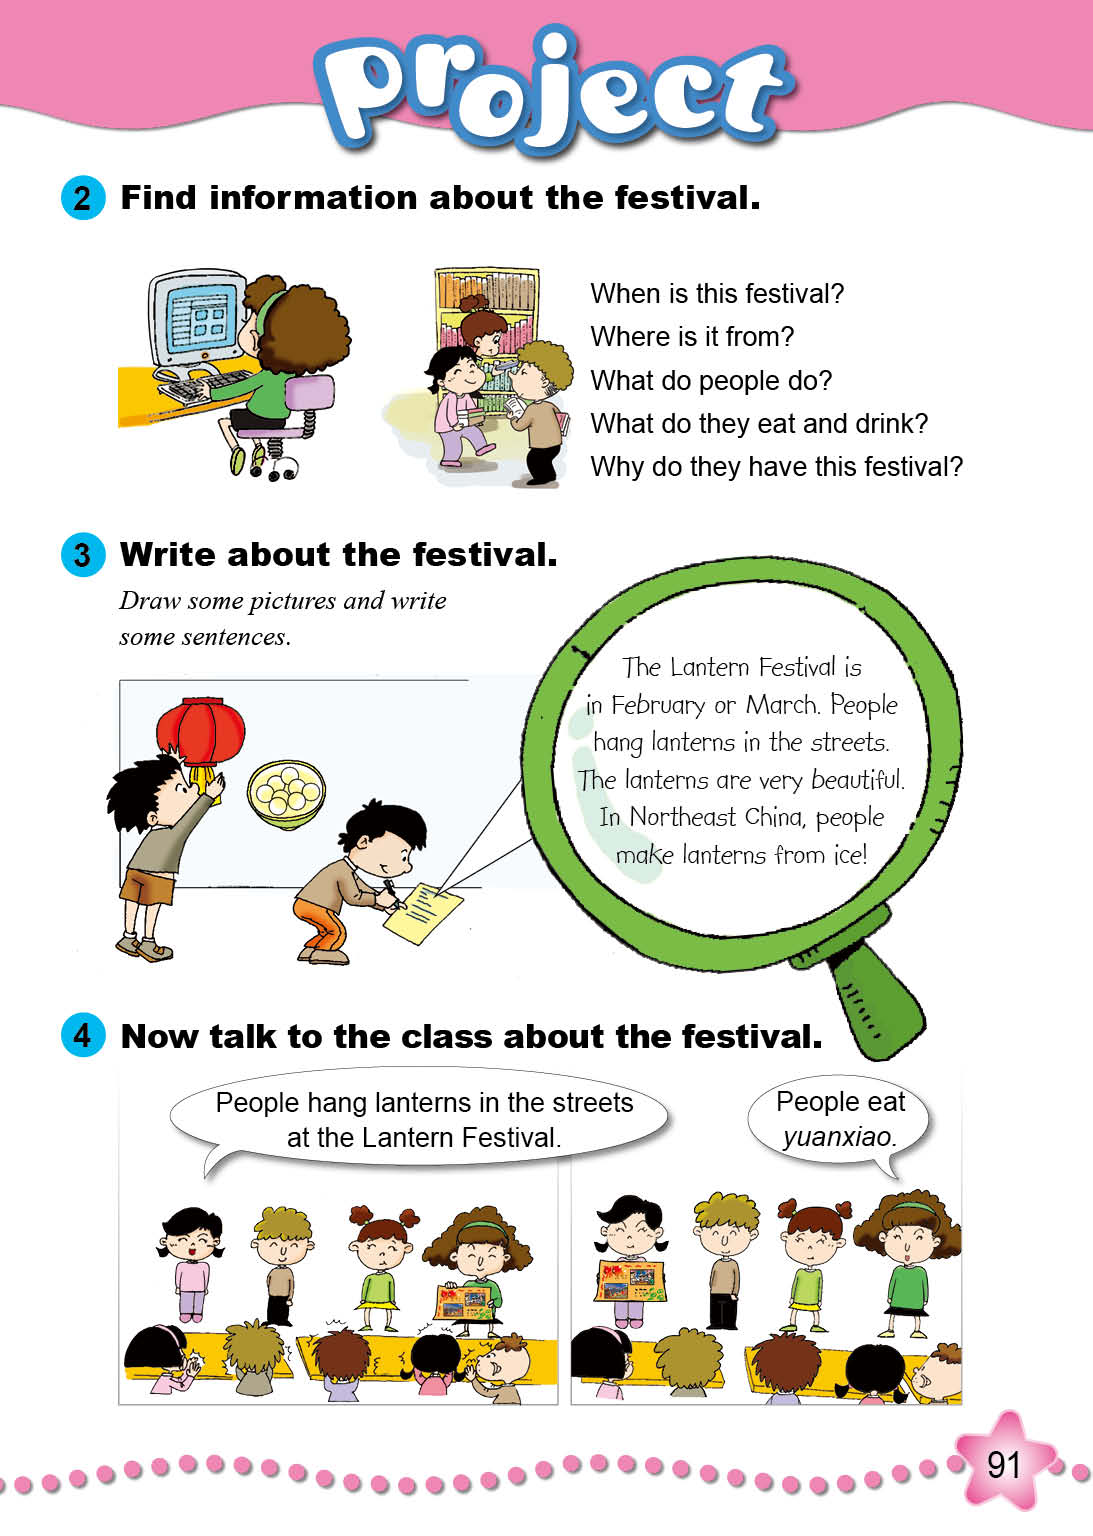 project
2 Find information about the festival.
When is this festival?
Where is it from?
What do people do?
What do they eat and drink?
Why do they have this festival?
3 Write about the festival.
Draw some pictures and write
some sentences.
The Lantern Festival is
in February or March. People
hang lanterns in the streets.
The lanterns are very beautiful.
In Northeast China, people
make lanterns from ice!
4 Now talk to the class about the festival.
People hang lanterns in the streets
at the Lantern Festival.
People eat
yuanxiao.
91